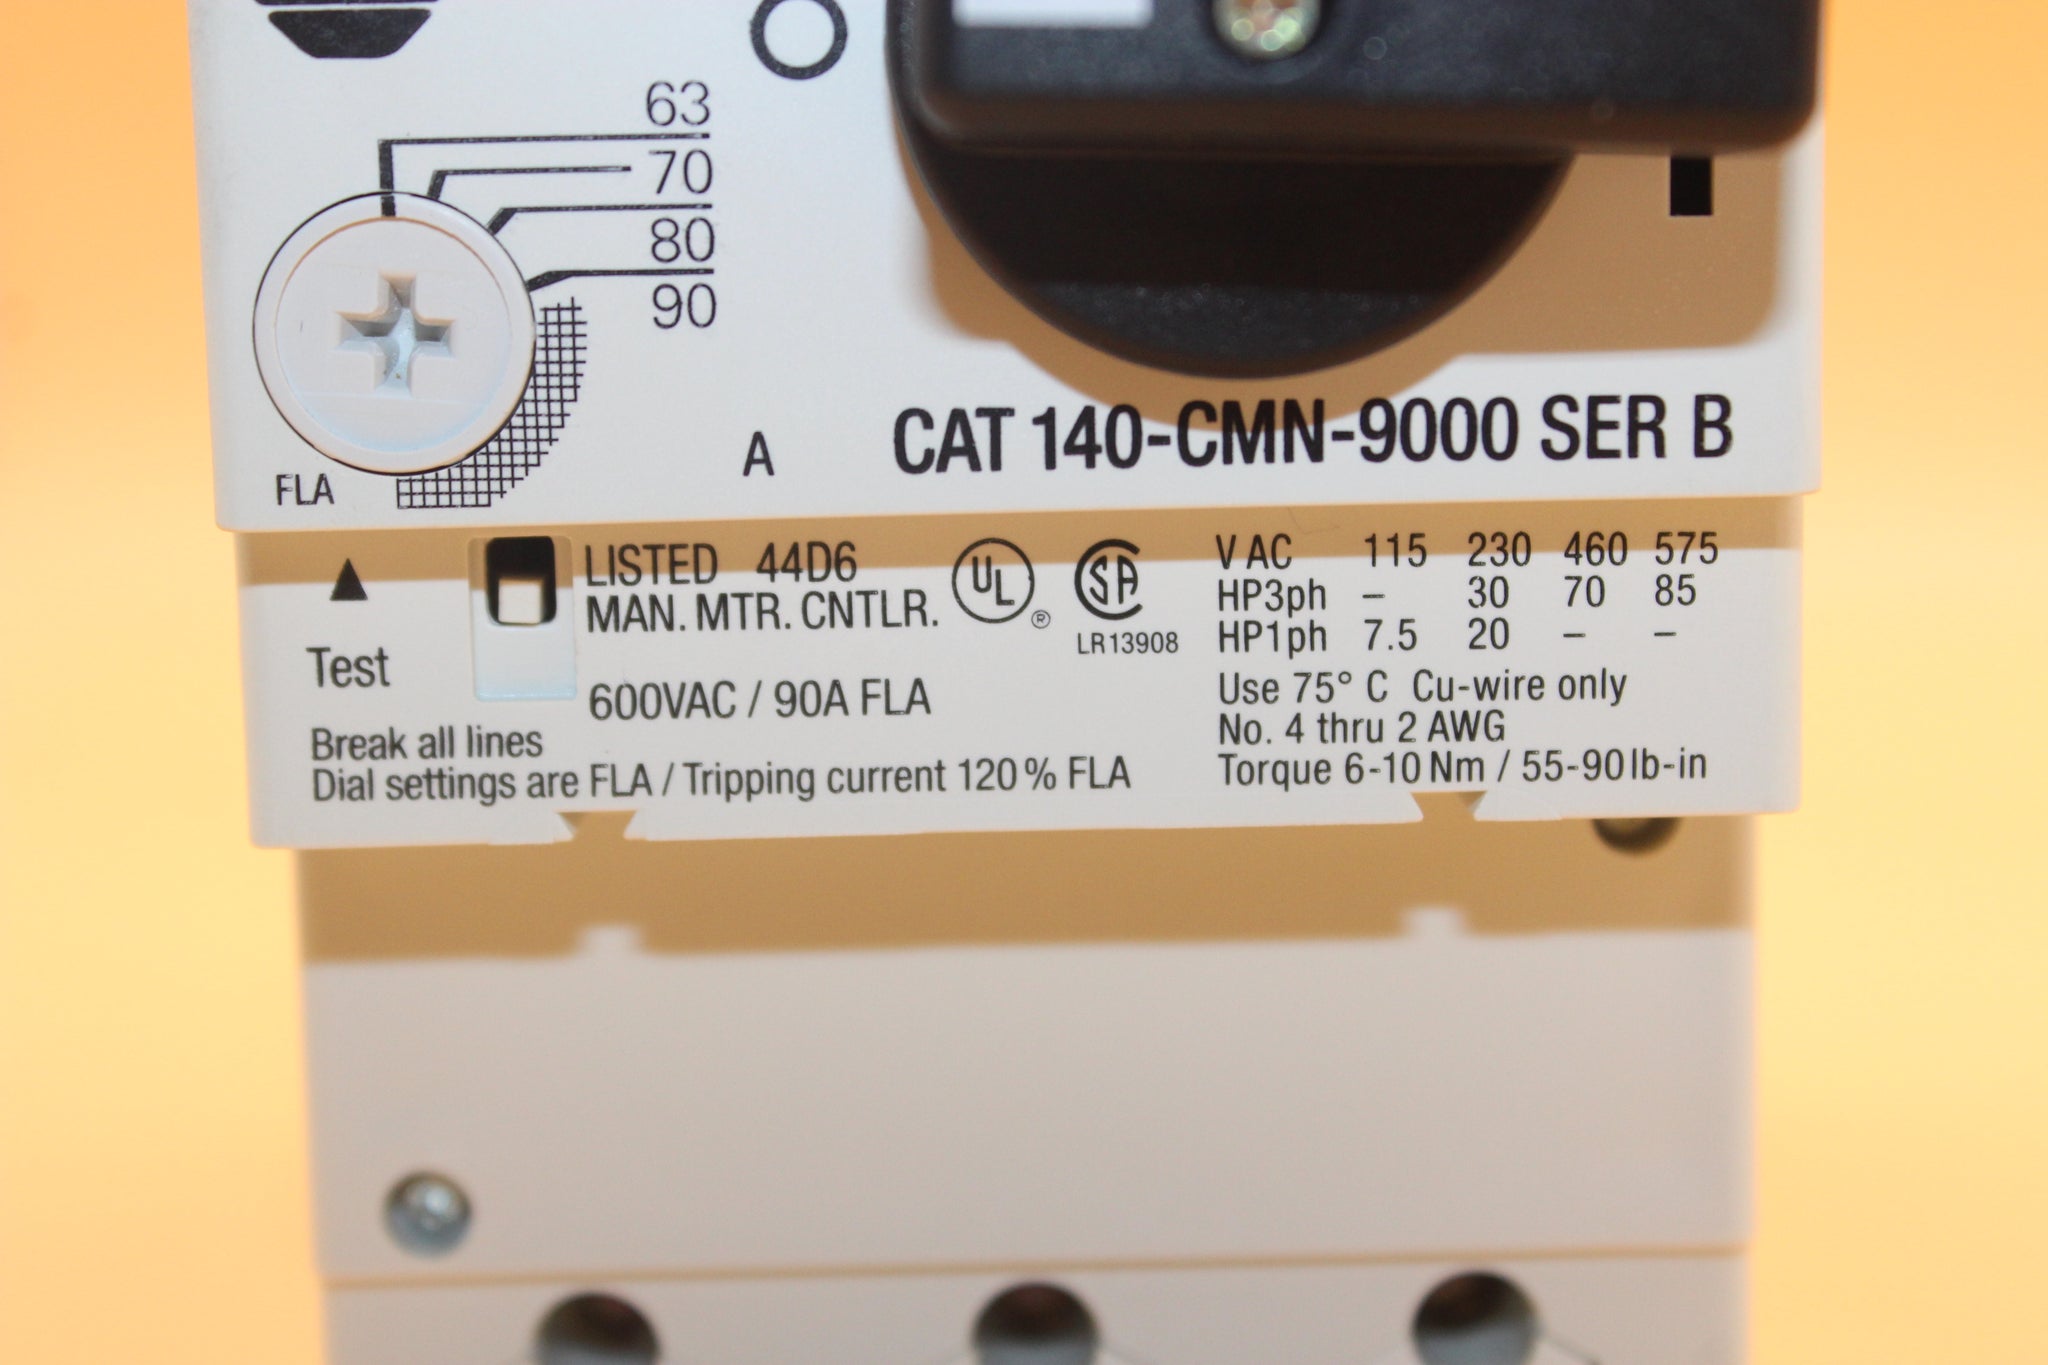 O
63
70
80
90
FLA
A
CAT 140-CMN-9000 SER B
Test
LISTED 44D6
MAN. MTR. CNTLR.
UL ®
SA
LR13908
600VAC / 90A FLA
Break all lines
Dial settings are FLA / Tripping current 120% FLA
V AC 115 230 460 575
HP3ph – 30 70 85
HP1ph 7.5 20 – –
Use 75° C Cu-wire only
No. 4 thru 2 AWG
Torque 6-10 Nm / 55-90 lb-in